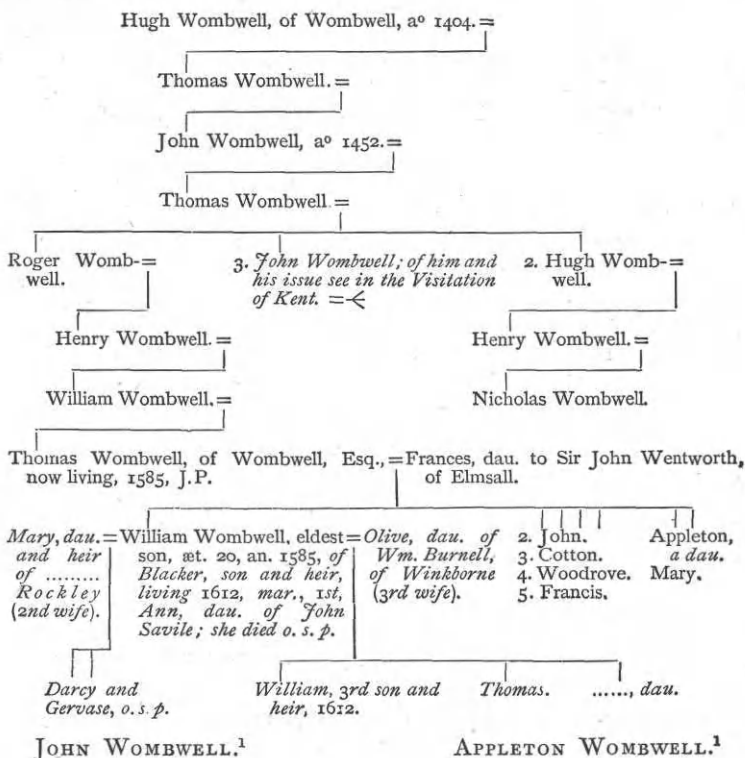 Hugh Wombwell, of Wombwell, aº 1404.=
Thomas Wombwell.=
John Wombwell, aº 1452.=
Thomas Wombwell.=
Roger Womb-=
well.
3. John Wombwell; of him and
his issue see in the Visitation
of Kent. =⋲
2. Hugh Womb-=
well.
Henry Wombwell.=
Henry Wombwell.=
William Wombwell.=
Nicholas Wombwell.
Thomas Wombwell, of Wombwell, Esq.,=Frances, dau. to Sir John Wentworth,
now living, 1585, J.P.
of Elmsall.
Mary, dau.=
and heir
of .........
Rockley
(2nd wife).
William Wombwell, eldest=
son, æt. 20, an. 1585, of
Blacker, son and heir,
living 1612, mar., 1st,
Ann, dau. of John
Savile; she died o. s. p.
Olive, dau. of
Wm. Burnell,
of Winkborne
(3rd wife).
2. John.
3. Cotton.
4. Woodrove.
5. Francis.
Appleton,
a dau.
Mary.
Darcy and
Gervase, o. s. p.
William, 3rd son and
heir, 1612.
Thomas.
......, dau.
JOHN WOMBWELL.¹
APPLETON WOMBWELL.¹